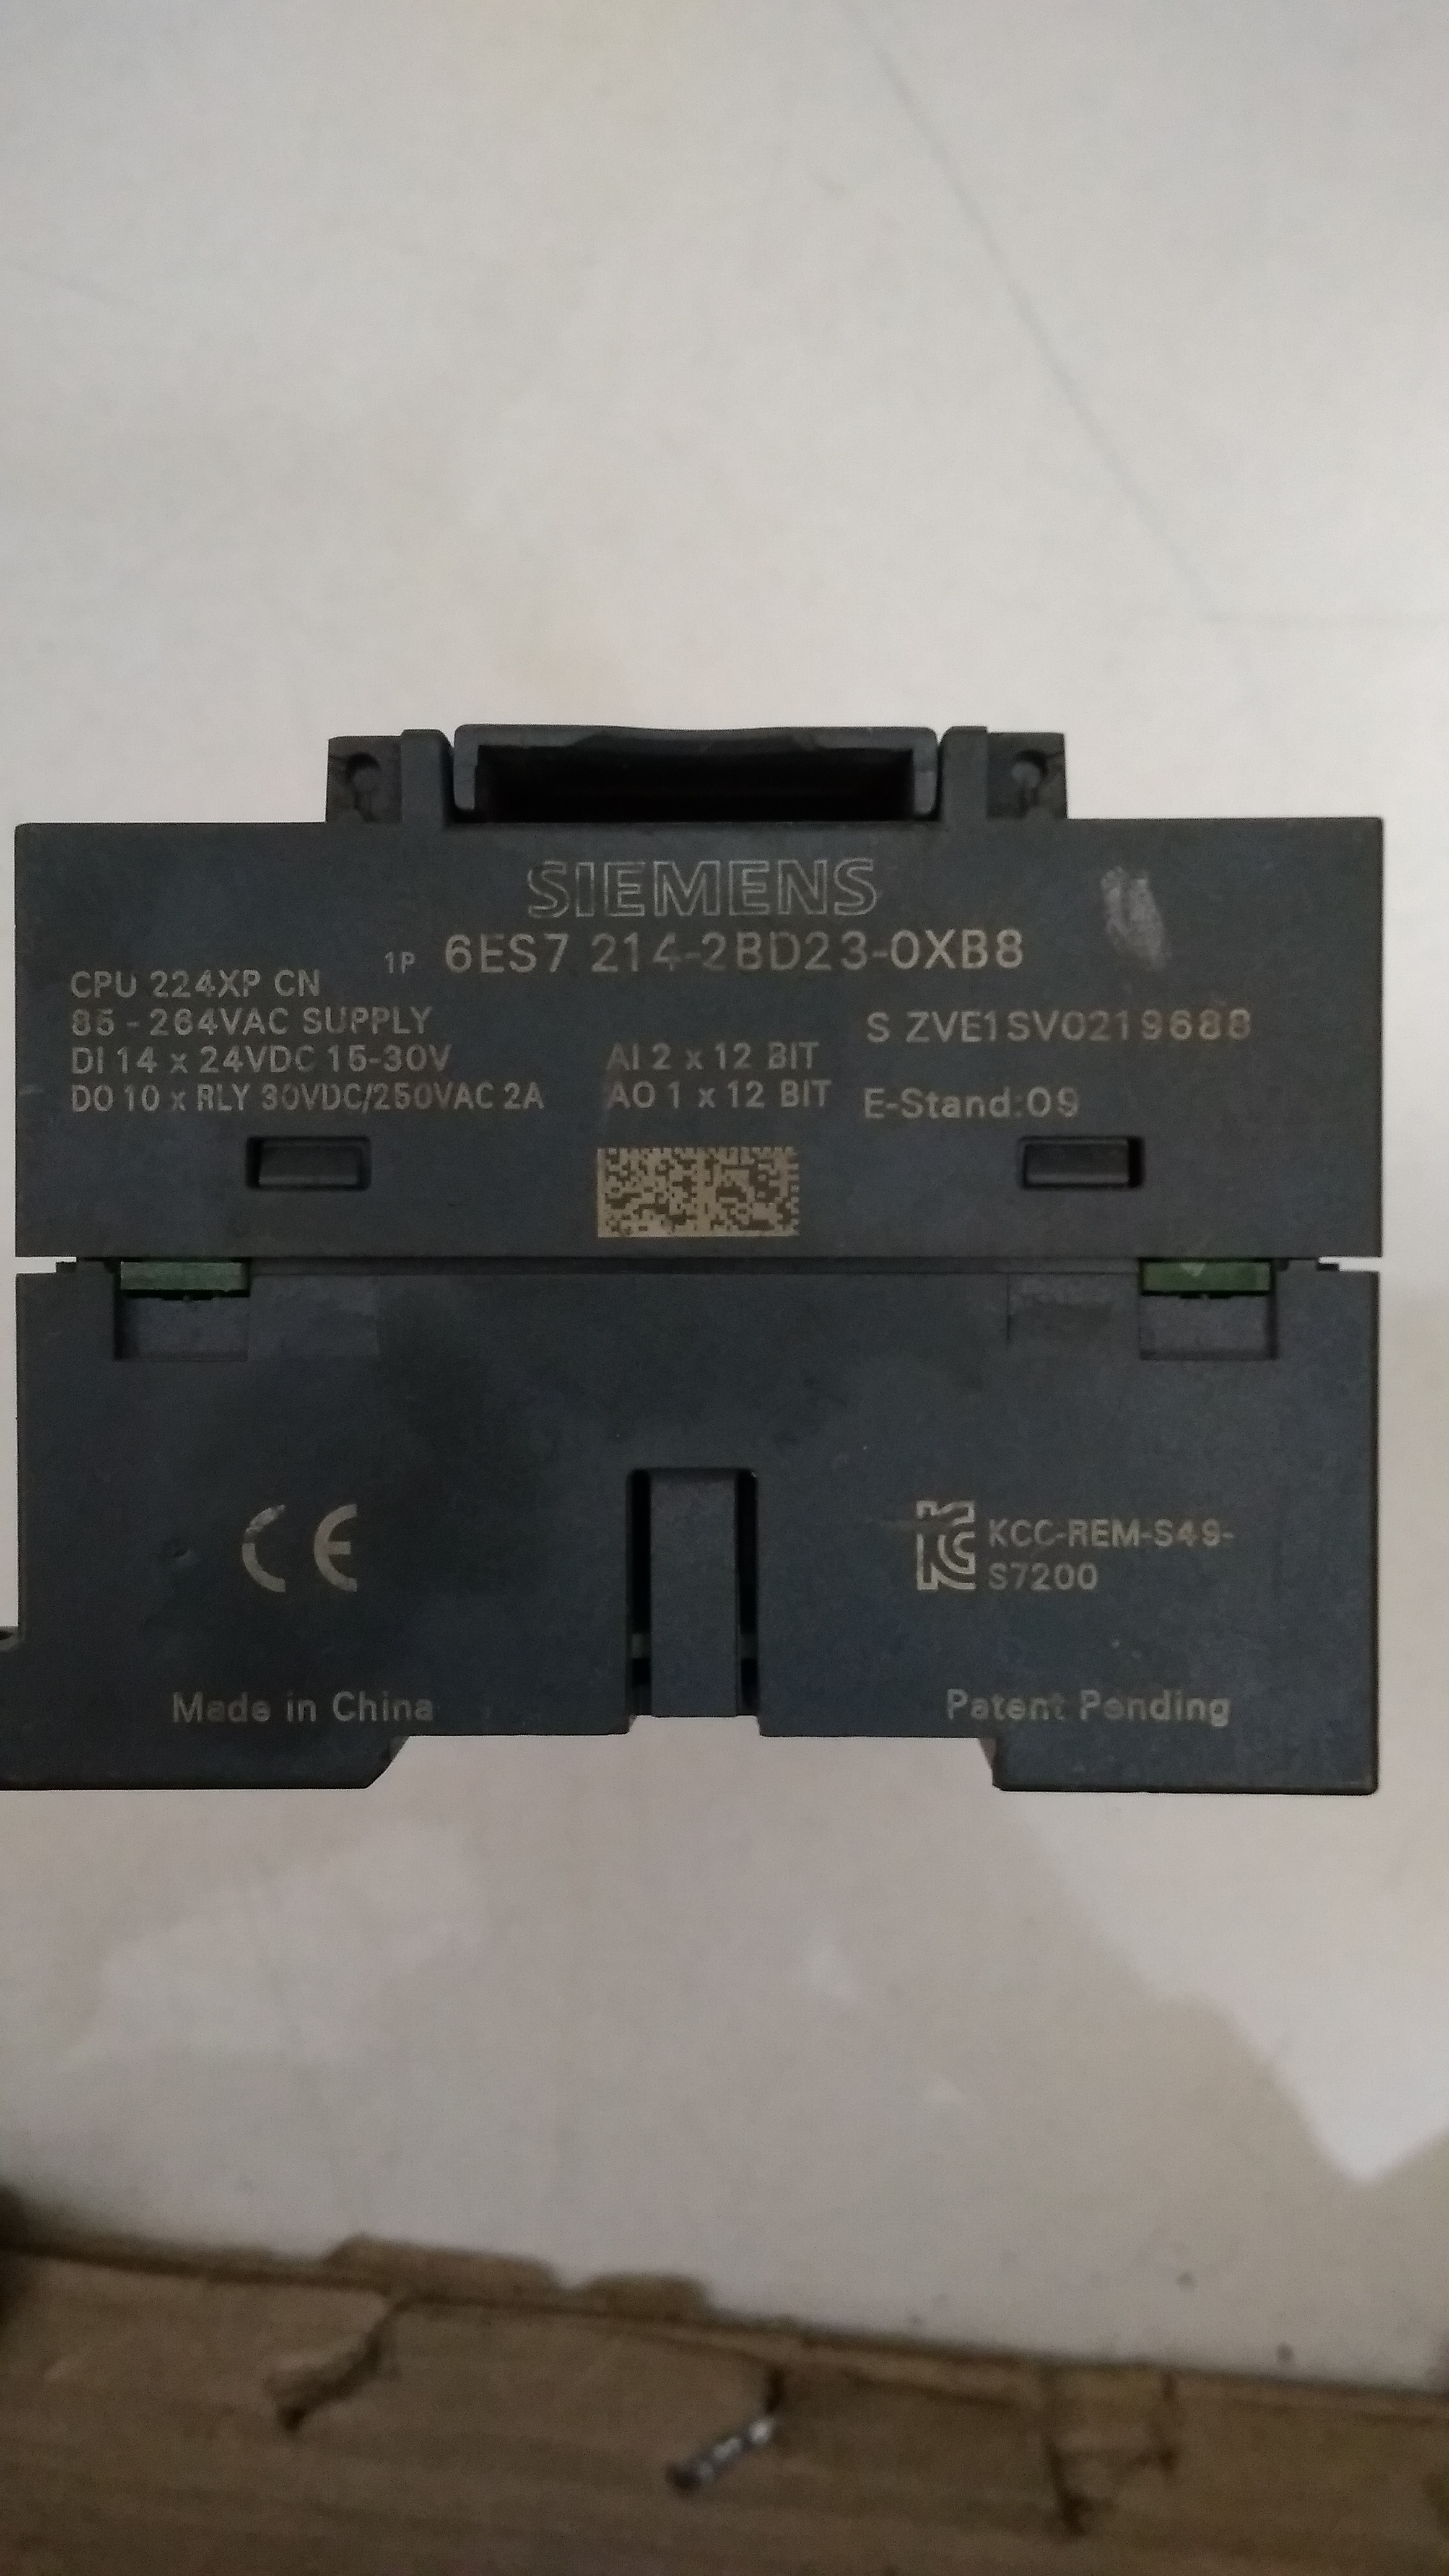 SIEMENS
1P 6ES7 214-2BD23-0XB8
CPU 224XP CN
85 - 264VAC SUPPLY
DI 14 x 24VDC 15-30V
DO 10 x RLY 30VDC/250VAC 2A
AI 2 x 12 BIT
AO 1 x 12 BIT
S ZVE1SV0219688
E-Stand:09
CE
KCC-REM-S49-
S7200
Made in China
Patent Pending